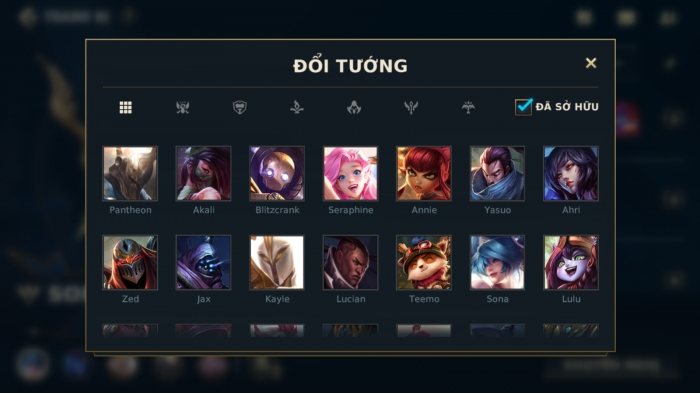 ĐỔI TƯỚNG
ĐÃ SỞ HỮU
Pantheon Akali Blitzcrank Seraphine Annie Yasuo Ahri
Zed Jax Kayle Lucian Teemo Sona Lulu